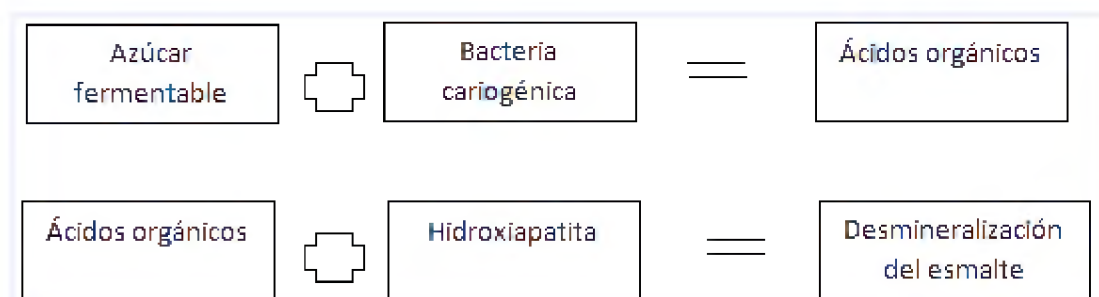 Azúcar
fermentable
Bacteria
cariogénica
Ácidos orgánicos
Ácidos orgánicos
Hidroxiapatita
Desmineralización
del esmalte